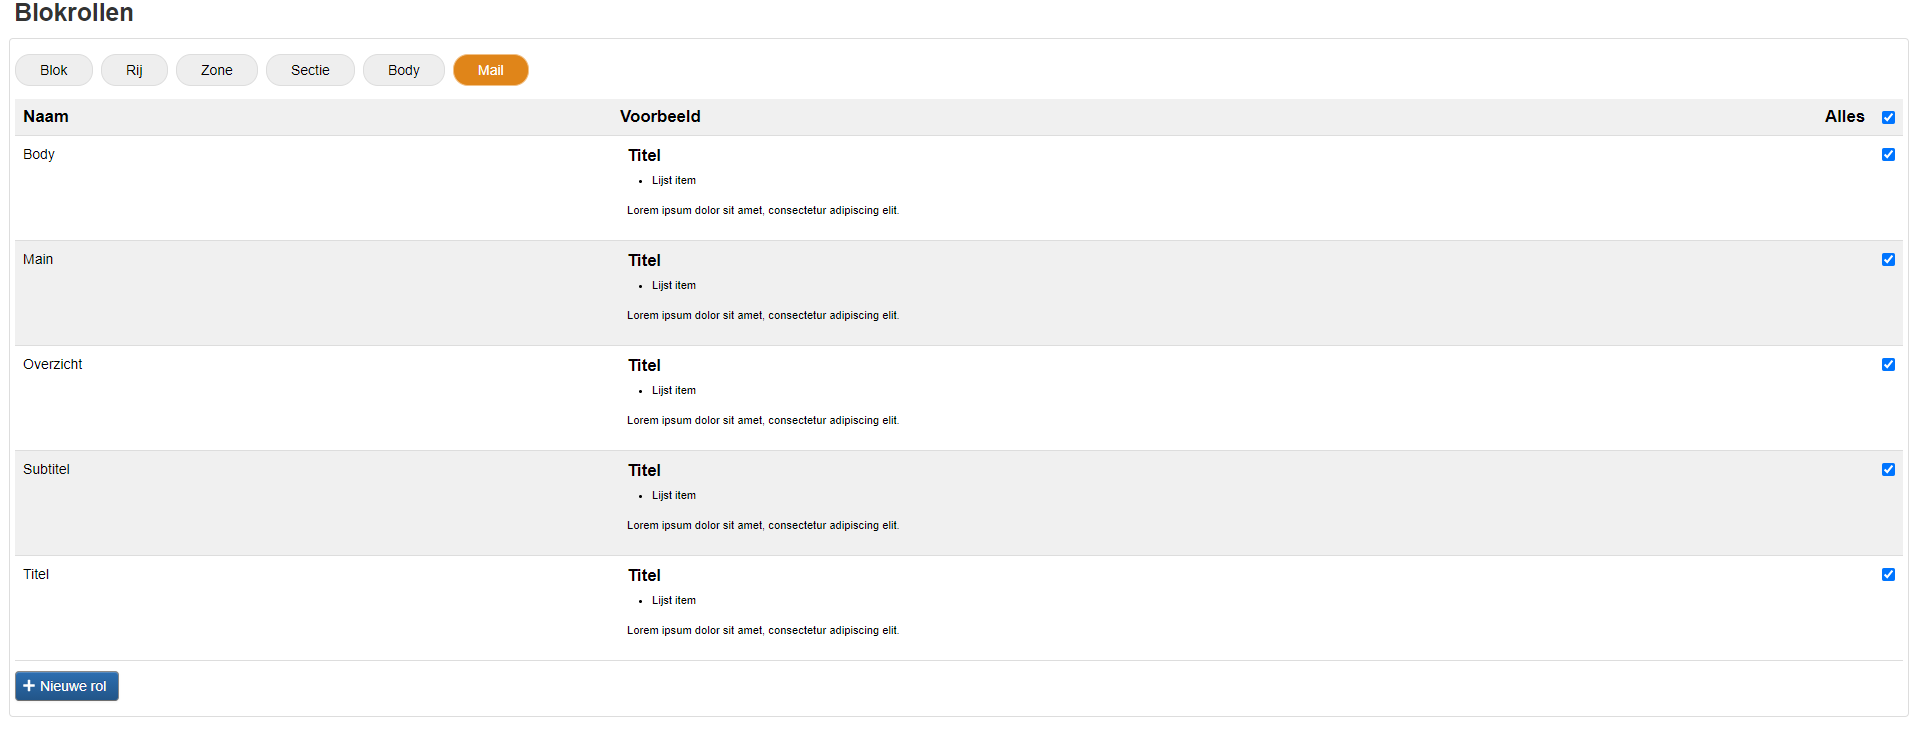 Blokrollen
Blok Rij Zone Sectie Body Mail
Naam Voorbeeld Alles
Body Titel
• Lijst item
Lorem ipsum dolor sit amet, consectetur adipiscing elit.
Main Titel
• Lijst item
Lorem ipsum dolor sit amet, consectetur adipiscing elit.
Overzicht Titel
• Lijst item
Lorem ipsum dolor sit amet, consectetur adipiscing elit.
Subtitel Titel
• Lijst item
Lorem ipsum dolor sit amet, consectetur adipiscing elit.
Titel Titel
• Lijst item
Lorem ipsum dolor sit amet, consectetur adipiscing elit.
+ Nieuwe rol